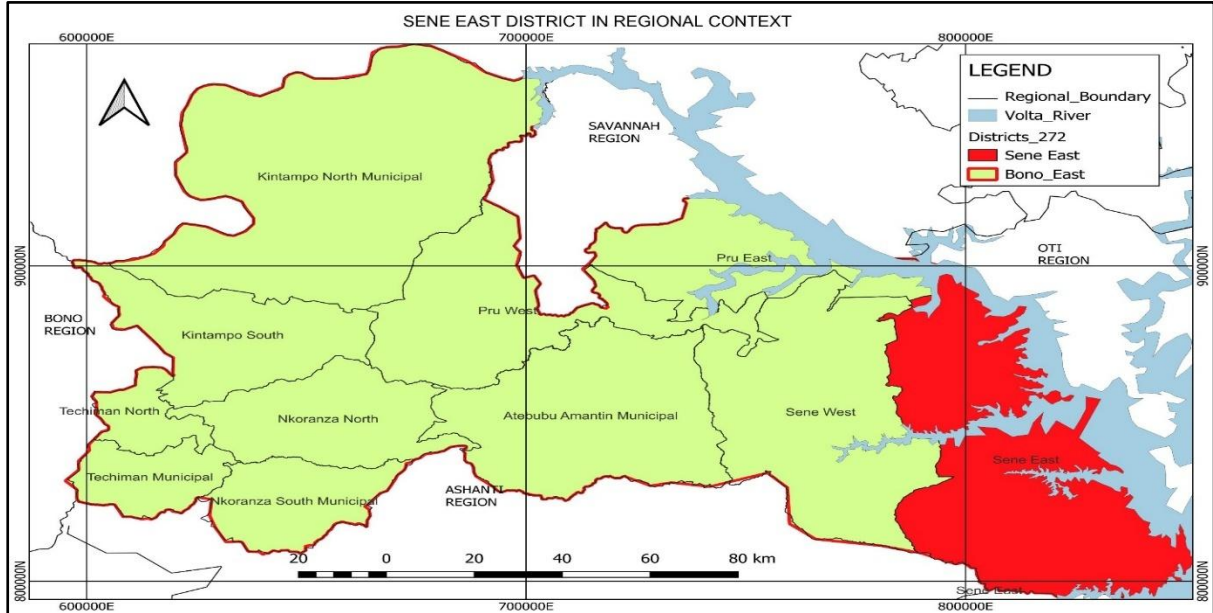 SENE EAST DISTRICT IN REGIONAL CONTEXT
600000E
700000E
800000E
LEGEND
Regional_Boundary
Volta_River
Districts_272
Sene East
Bono_East
SAVANNAH
REGION
Kintampo North Municipal
OTI
REGION
Pru East
900000N
900000N
Pru West
BONO
REGION
Kintampo South
Techiman North
Nkoranza North
Atebubu Amantin Municipal
Sene West
Sene East
Techiman Municipal
Nkoranza South Municipal
ASHANTI
REGION
20 0 20 40 60 80 km
800000N
800000N
Sene East
600000E
700000E
800000E